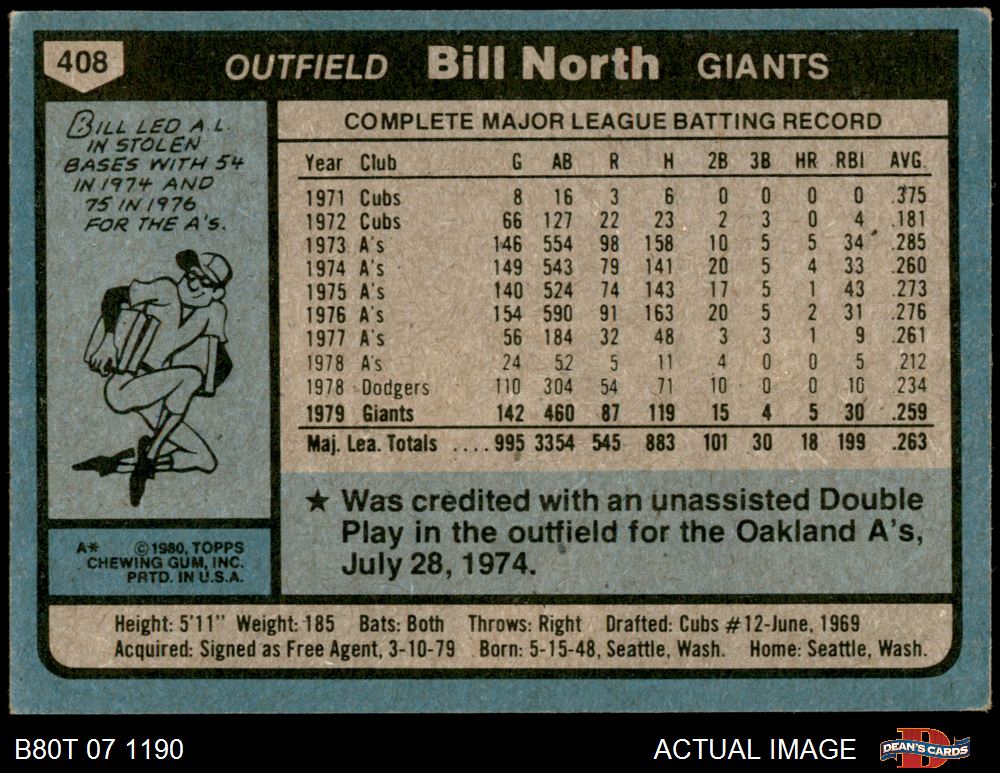 408 OUTFIELD Bill North GIANTS
BILL LED A.L.
IN STOLEN
BASES WITH 54
IN 1974 AND
75 IN 1976
FOR THE A'S.
COMPLETE MAJOR LEAGUE BATTING RECORD
Year Club G AB R H 2B 3B HR RBI AVG.
1971 Cubs 8 16 3 6 0 0 0 0 .375
1972 Cubs 66 127 22 23 2 3 0 4 .181
1973 A's 146 554 98 158 10 5 5 34 .285
1974 A's 149 543 79 141 20 5 4 33 .260
1975 A's 140 524 74 143 17 5 1 43 .273
1976 A's 154 590 91 163 20 5 2 31 .276
1977 A's 56 184 32 48 3 3 1 9 .261
1978 A's 24 52 5 11 4 0 0 5 .212
1978 Dodgers 110 304 54 71 10 0 0 10 .234
1979 Giants 142 460 87 119 15 4 5 30 .259
Maj. Lea. Totals .... 995 3354 545 883 101 30 18 199 .263
★ Was credited with an unassisted Double
Play in the outfield for the Oakland A's,
July 28, 1974.
A* ©1980, TOPPS
CHEWING GUM, INC.
PRTD. IN U.S.A.
Height: 5'11" Weight: 185 Bats: Both Throws: Right Drafted: Cubs #12-June, 1969
Acquired: Signed as Free Agent, 3-10-79 Born: 5-15-48, Seattle, Wash. Home: Seattle, Wash.
B80T 07 1190 ACTUAL IMAGE DEAN'S CARDS